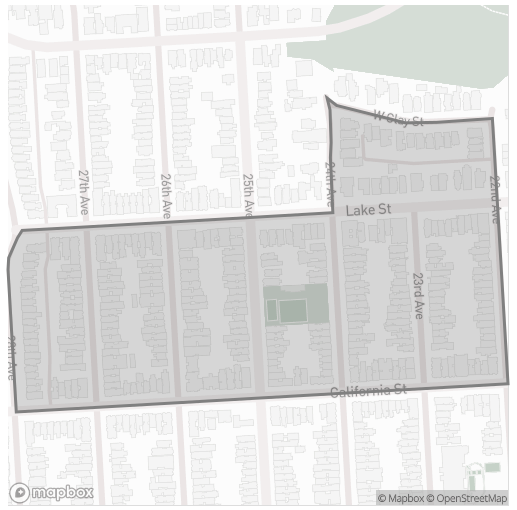 W Clay St
24th Ave
22nd Ave
27th Ave
26th Ave
25th Ave
Lake St
23rd Ave
28th Ave
California St
mapbox
© Mapbox © OpenStreetMap